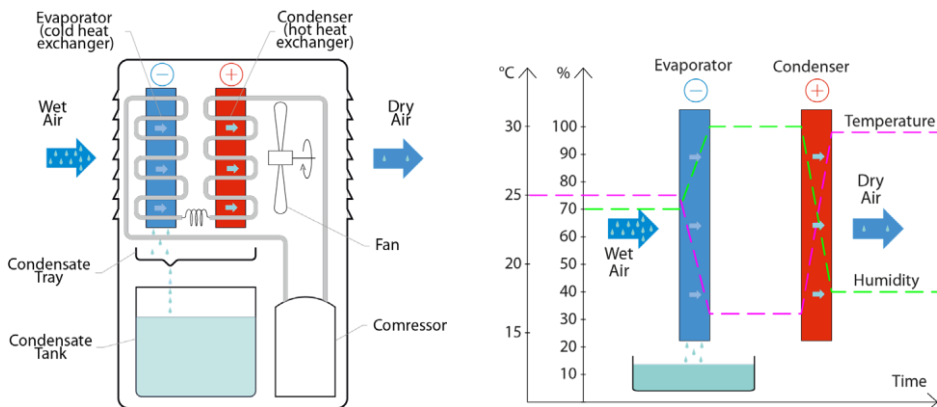 Evaporator
(cold heat
exchanger)
Condenser
(hot heat
exchanger)
−
+
Wet
Air
Dry
Air
Fan
Condensate
Tray
Condensate
Tank
Comressor
°C
%
Evaporator
Condenser
−
+
30
25
20
15
100
90
80
70
60
50
40
30
20
10
Temperature
Dry
Air
Wet
Air
Humidity
Time